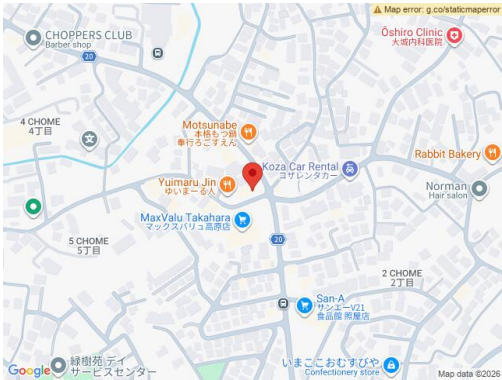 Map error: g.co/staticmaperror
CHOPPERS CLUB
Barber shop
Ōshiro Clinic
大城内科医院
20
4 CHOME
4丁目
Motsunabe
本格もつ鍋
奉行ろごすえん
Koza Car Rental
コザレンタカー
Rabbit Bakery
Yuimaru Jin
ゆいまーる人
Norman
Hair salon
MaxValu Takahara
マックスバリュ高原店
20
5 CHOME
5丁目
2 CHOME
2丁目
San-A
サンエーV21
食品館 照屋店
緑樹苑 デイ
サービスセンター
いまここおむすびや
Confectionery store
Google
Map data ©2026